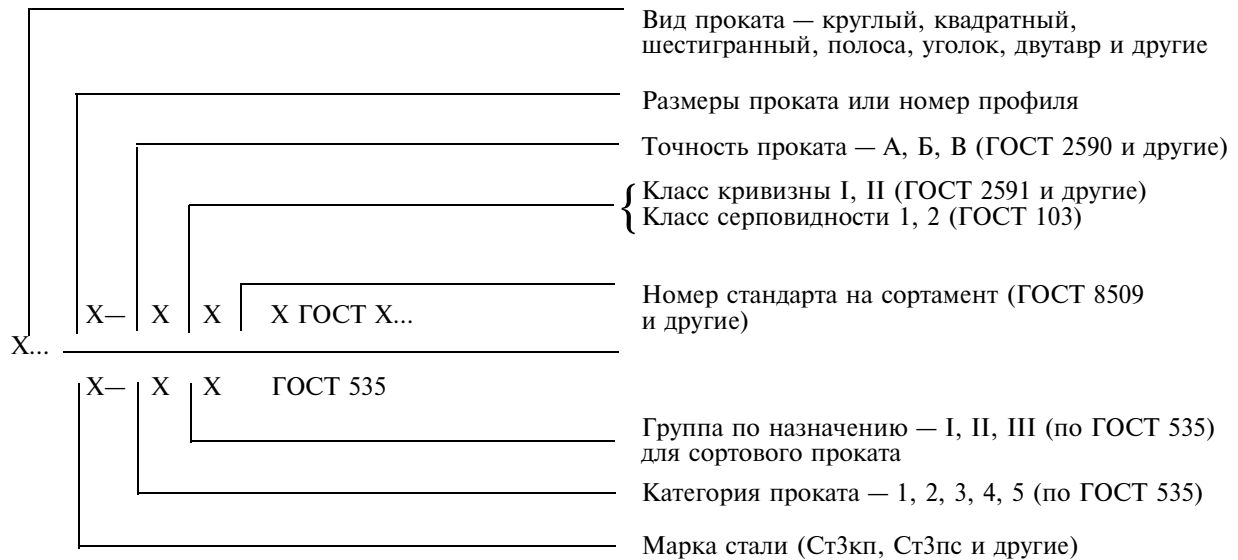 Вид проката — круглый, квадратный,
шестигранный, полоса, уголок, двутавр и другие
Размеры проката или номер профиля
Точность проката — А, Б, В (ГОСТ 2590 и другие)
Класс кривизны I, II (ГОСТ 2591 и другие)
Класс серповидности 1, 2 (ГОСТ 103)
Номер стандарта на сортамент (ГОСТ 8509
и другие)
Х— Х Х Х ГОСТ Х...
Х...
Х— Х Х ГОСТ 535
Группа по назначению — I, II, III (по ГОСТ 535)
для сортового проката
Категория проката — 1, 2, 3, 4, 5 (по ГОСТ 535)
Марка стали (Ст3кп, Ст3пс и другие)